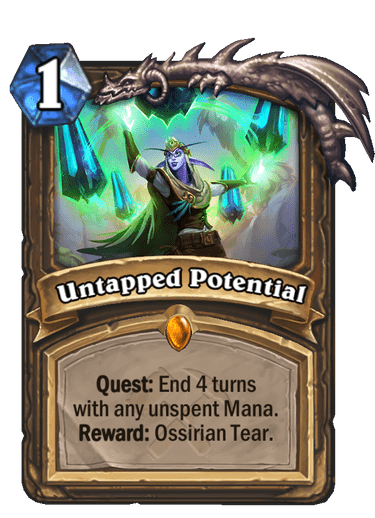 1
Untapped Potential
Quest: End 4 turns
with any unspent Mana.
Reward: Ossirian Tear.